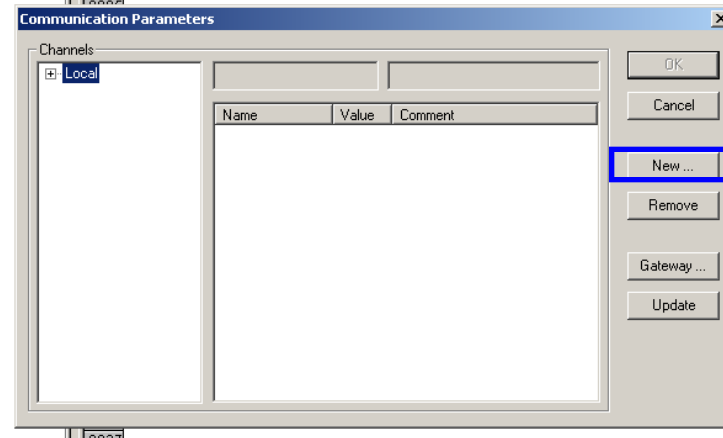 Communication Parameters
Channels
Local
Name Value Comment
OK
Cancel
New ...
Remove
Gateway ...
Update